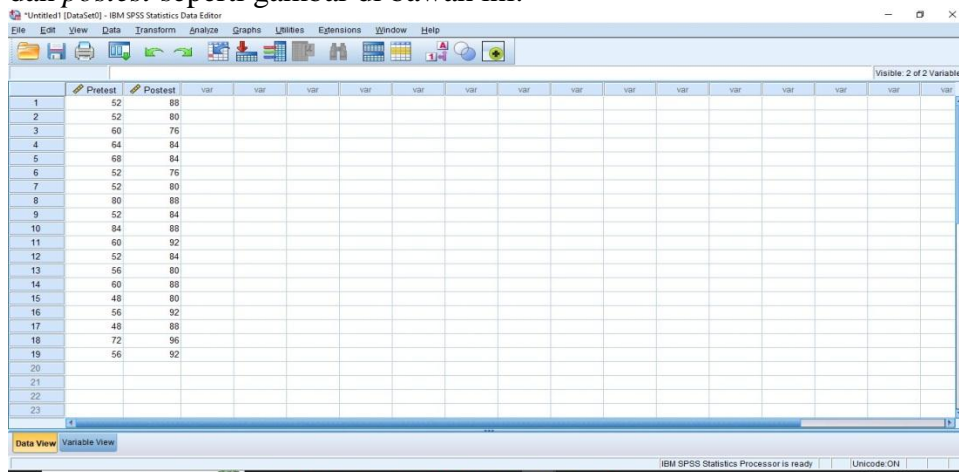 dan postest seperti gambar di bawah ini.
*Untitled1 [DataSet0] - IBM SPSS Statistics Data Editor
File Edit View Data Transform Analyze Graphs Utilities Extensions Window Help
Visible: 2 of 2 Variable
Pretest Postest var var var var var var var var var var var var var var
1 52 88
2 52 80
3 60 76
4 64 84
5 68 84
6 52 76
7 52 80
8 80 88
9 52 84
10 84 88
11 60 92
12 52 84
13 56 80
14 60 88
15 48 80
16 56 92
17 48 88
18 72 96
19 56 92
20
21
22
23
Data View Variable View
IBM SPSS Statistics Processor is ready Unicode:ON